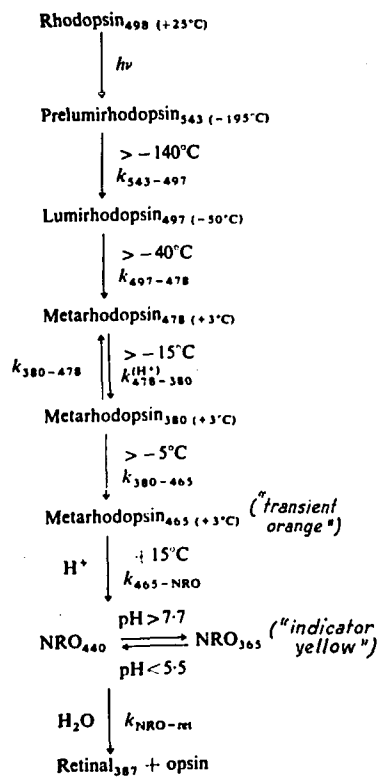 Rhodopsin498 (+25°C)
hν
Prelumirhodopsin543 (−195°C)
> −140°C
k543−497
Lumirhodopsin497 (−50°C)
> −40°C
k497−478
Metarhodopsin478 (+3°C)
k380−478
> −15°C
k(H+)478−380
Metarhodopsin380 (+3°C)
> −5°C
k380−465
Metarhodopsin465 (+3°C) ("transient
orange")
H+
+ 15°C
k465−NRO
pH > 7·7
NRO440 NRO365 ("indicator
yellow")
pH < 5·5
H2O kNRO−ret
Retinal387 + opsin